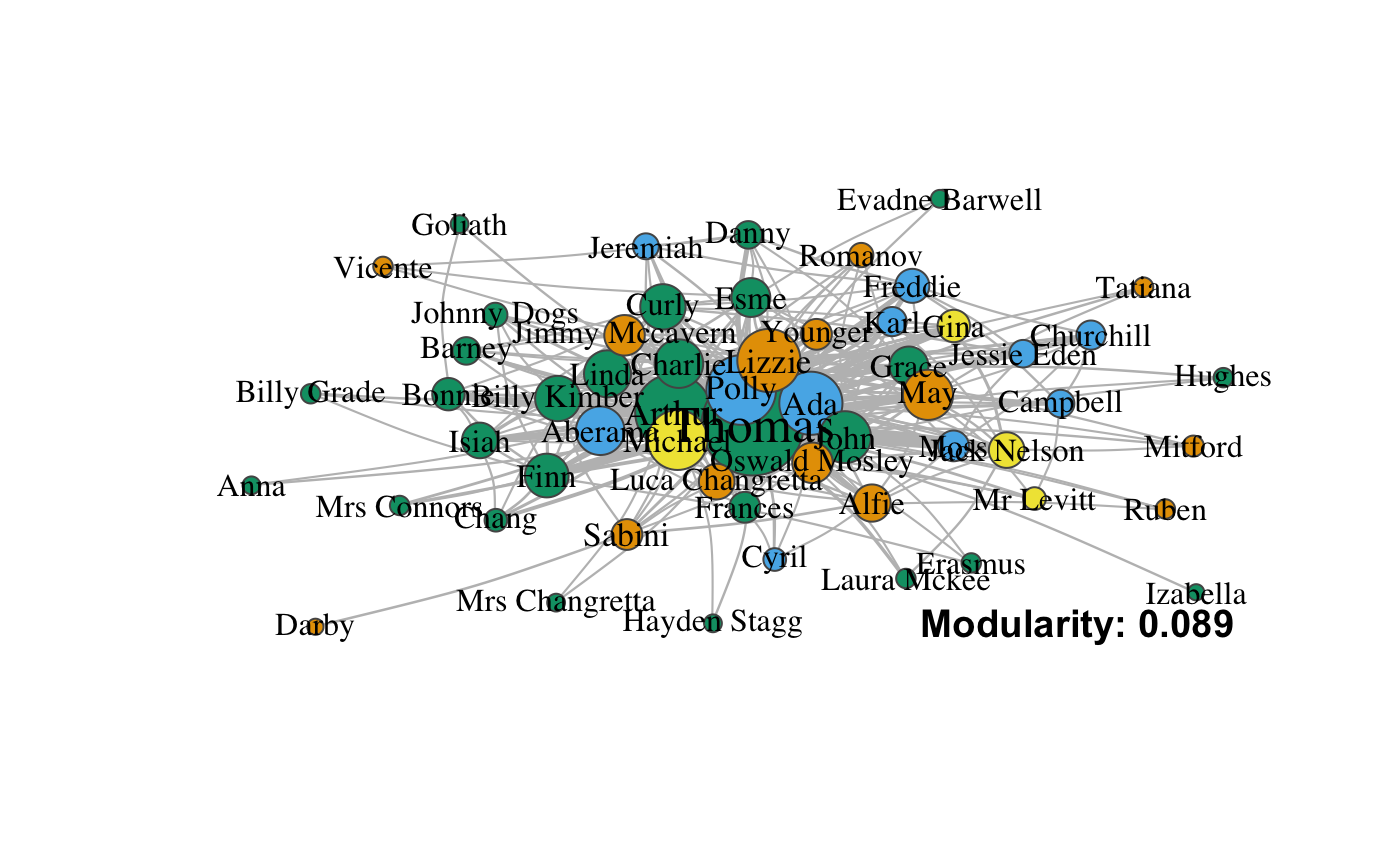 Evadne Barwell
Goliath
Danny
Jeremiah
Romanov
Vicente
Freddie
Tatiana
Esme
Curly
Johnny Dogs
Karl
Gina
Younger
Jimmy Mccavern
Churchill
Barney
Jessie Eden
Lizzie
Charlie
Grace
Linda
Hughes
Polly
Billy Grade
May
Bonnie
Billy Kimber
Campbell
Ada
Arthur
Thomas
Aberama
John
Isiah
Michael
Moss
Mitford
Jack Nelson
Oswald Mosley
Finn
Luca Changretta
Anna
Mr Levitt
Alfie
Mrs Connors
Frances
Ruben
Chang
Sabini
Cyril
Erasmus
Laura Mckee
Izabella
Mrs Changretta
Hayden Stagg
Darby
Modularity: 0.089